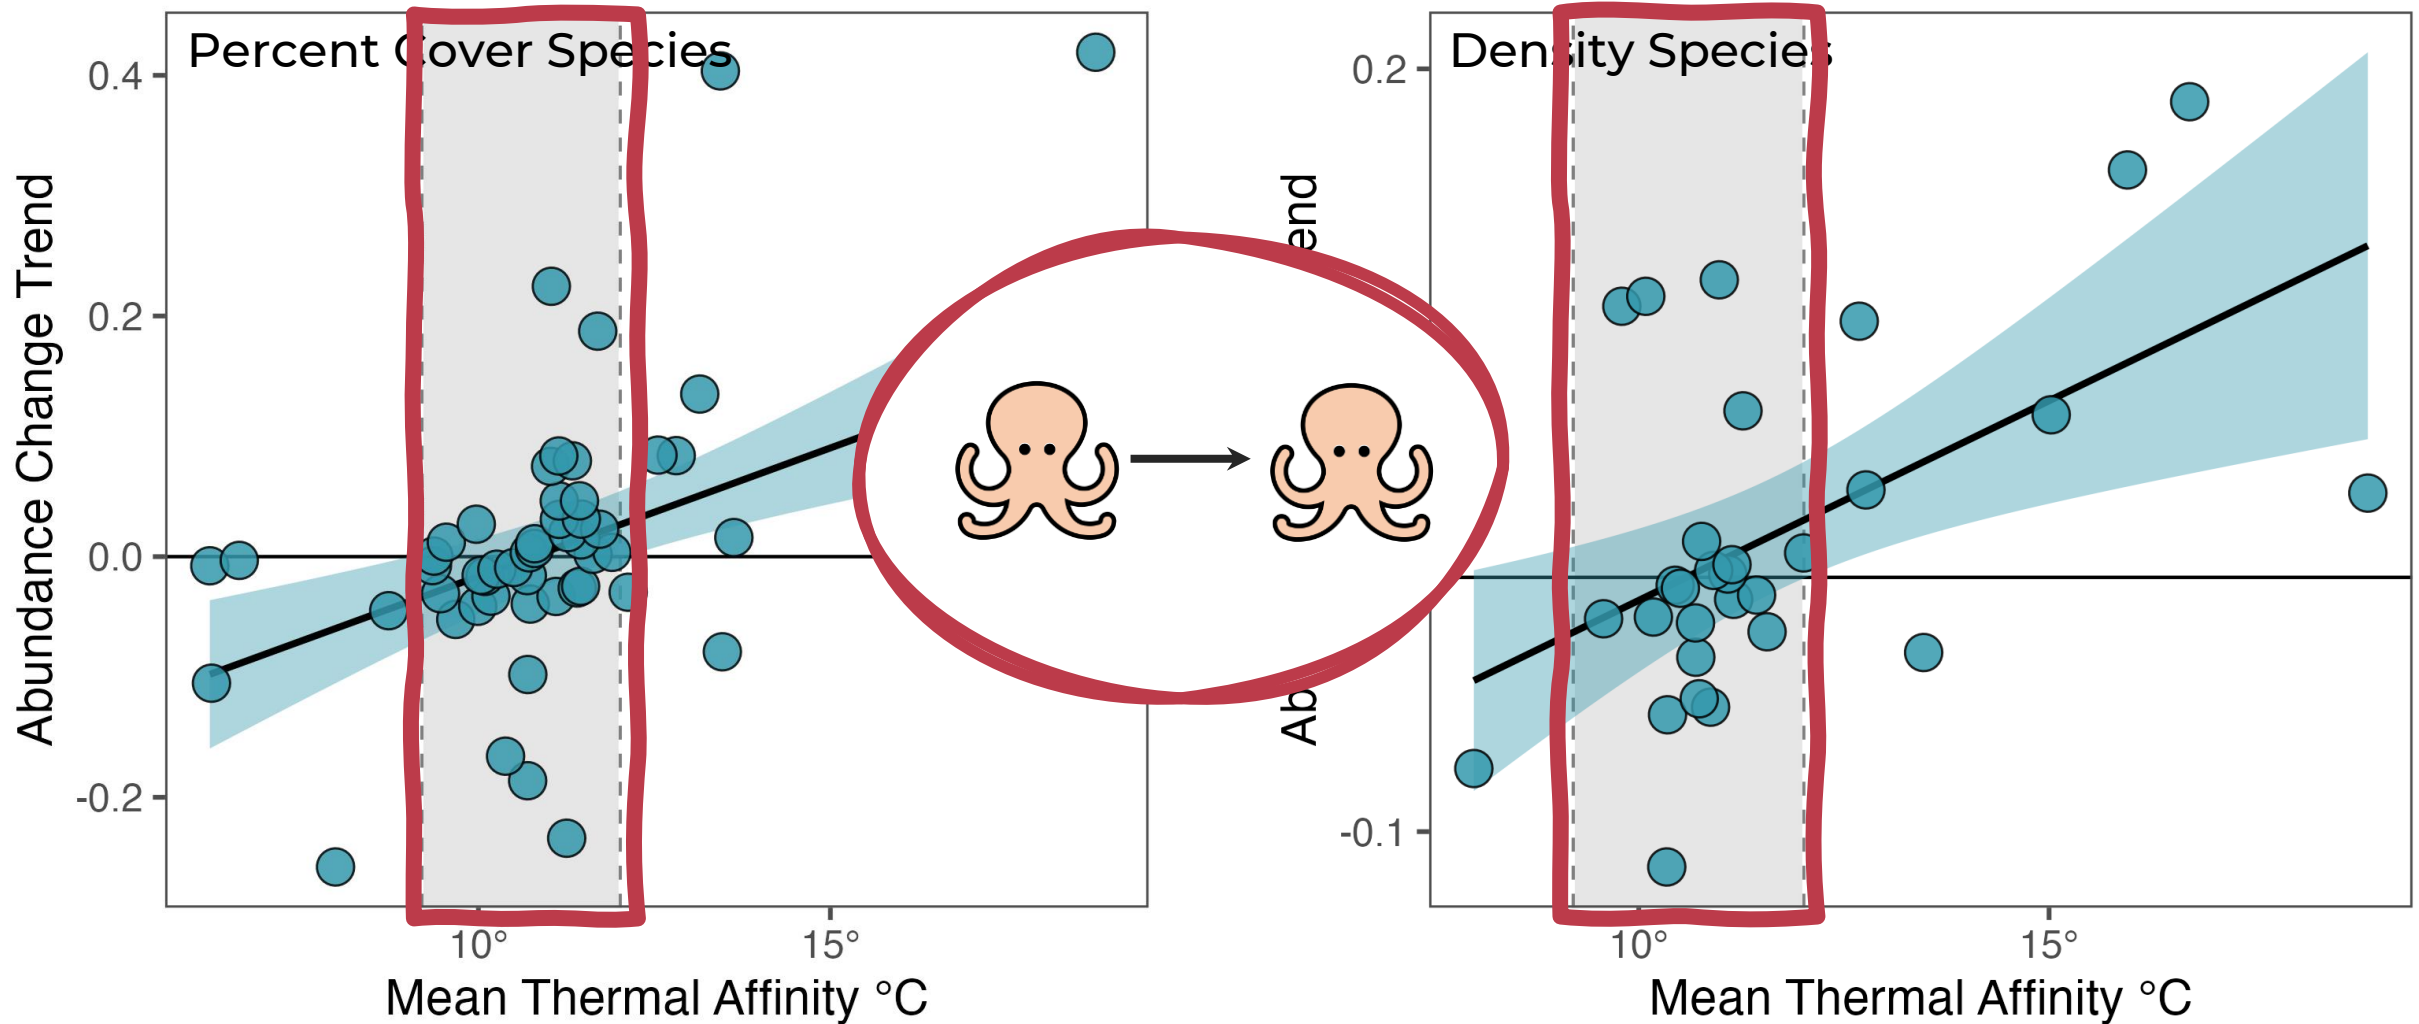 Percent Cover Species
0.4
0.2
0.0
-0.2
Abundance Change Trend
10°
15°
Mean Thermal Affinity °C
Density Species
0.2
-0.1
10°
15°
Mean Thermal Affinity °C